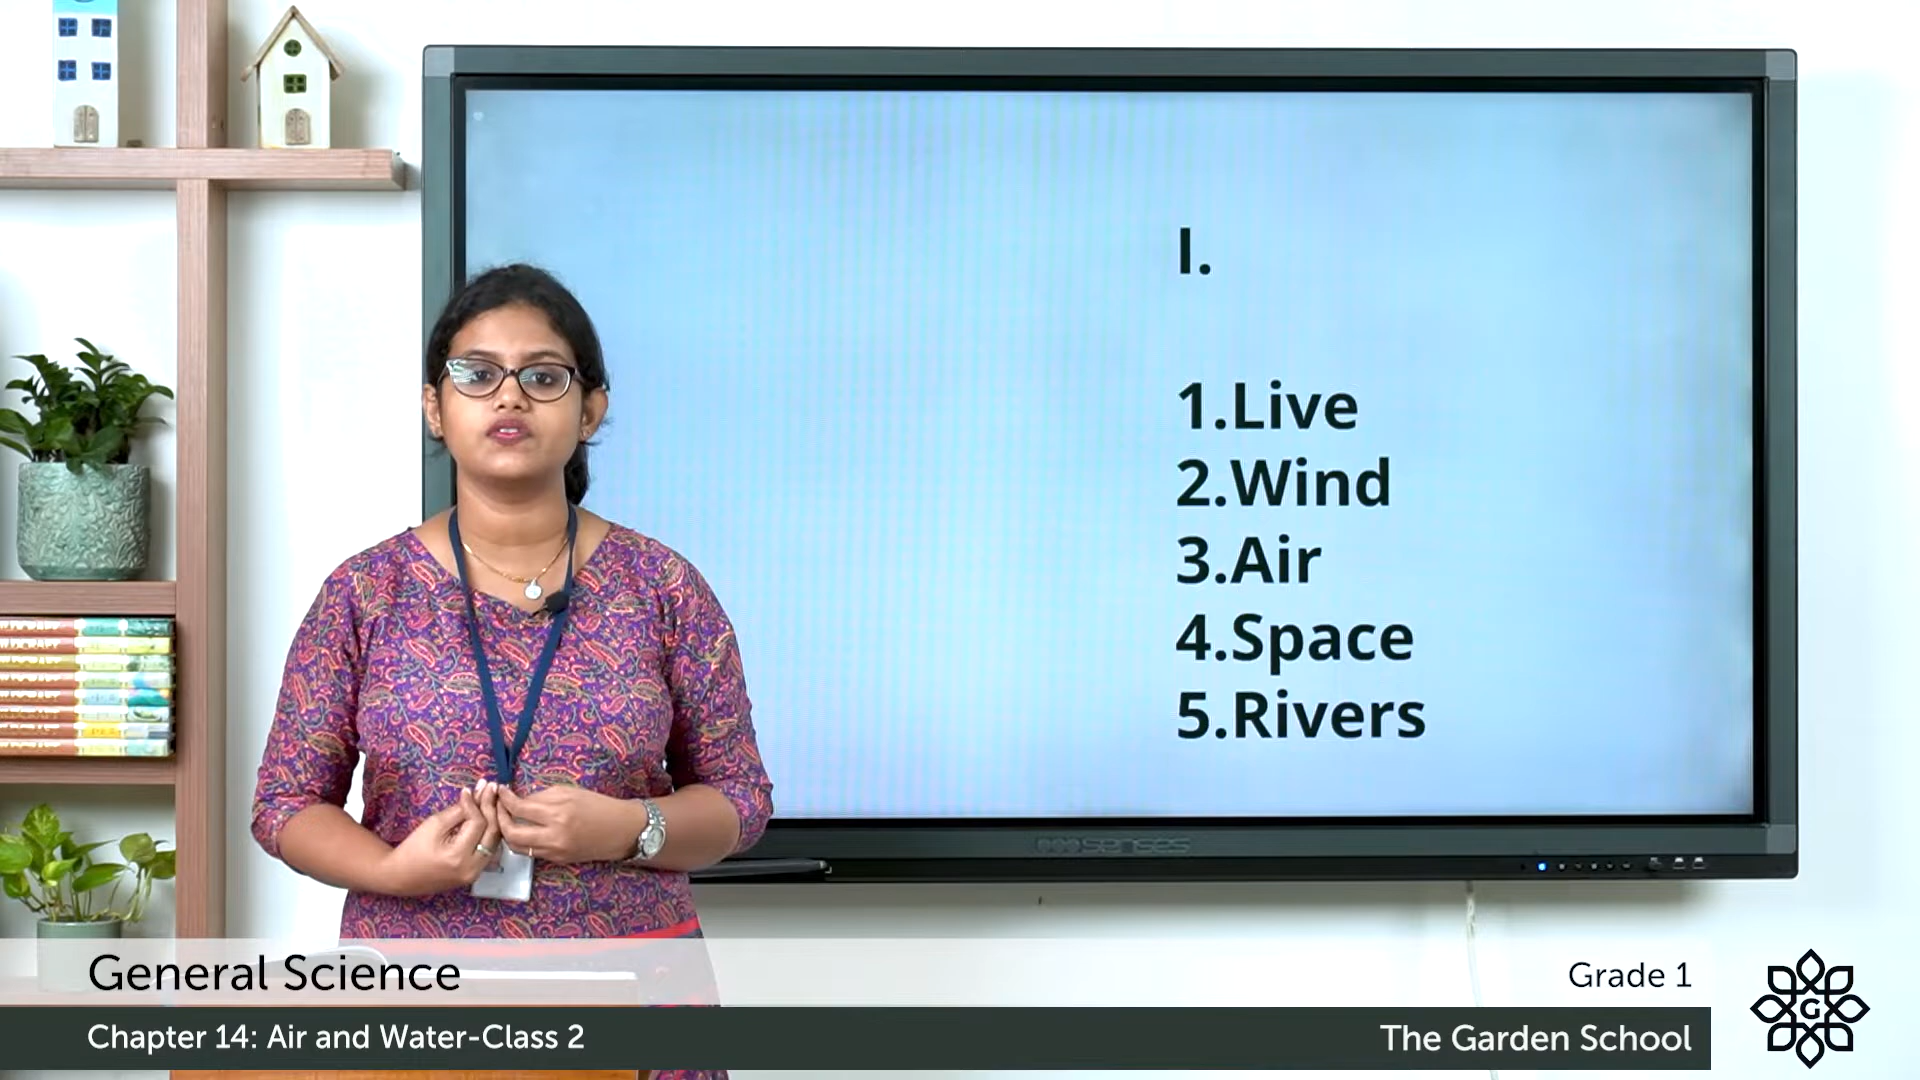 I.
1.Live
2.Wind
3.Air
4.Space
5.Rivers
General Science
Grade 1
Chapter 14: Air and Water-Class 2
The Garden School
G